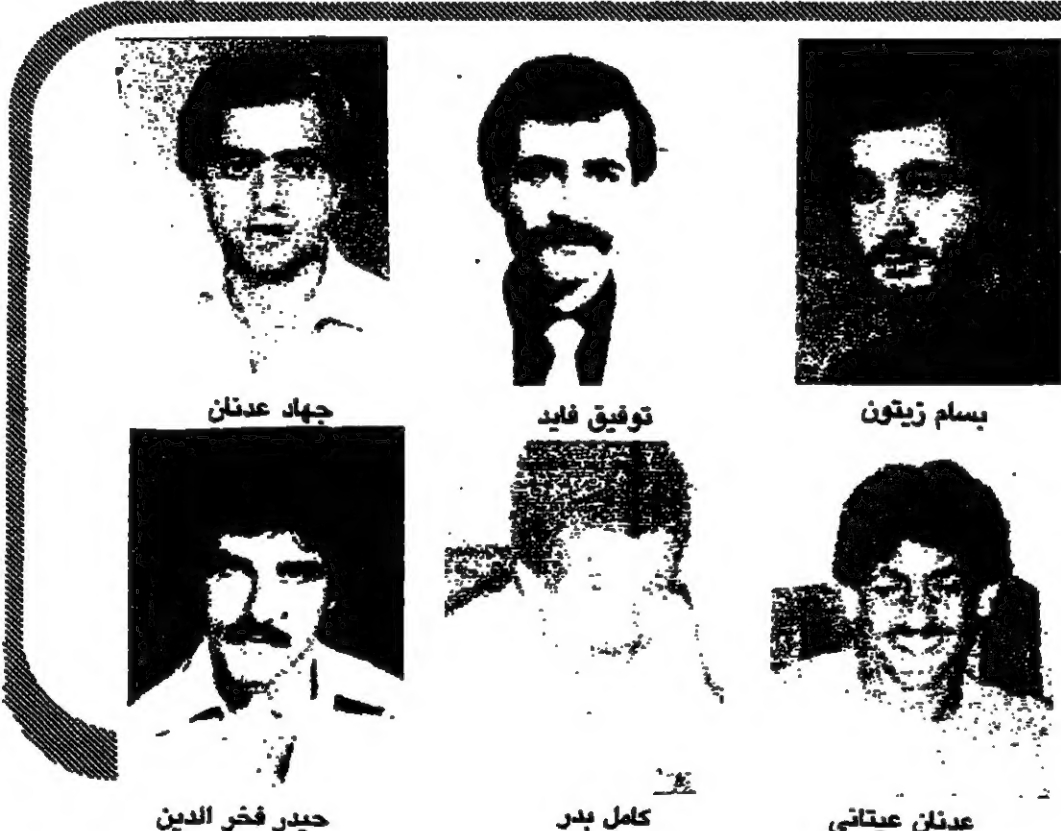 بسام زيتون
توفيق فايد
جهاد عدنان
عدنان عيتاني
كامل بدر
حيدر فخر الدين